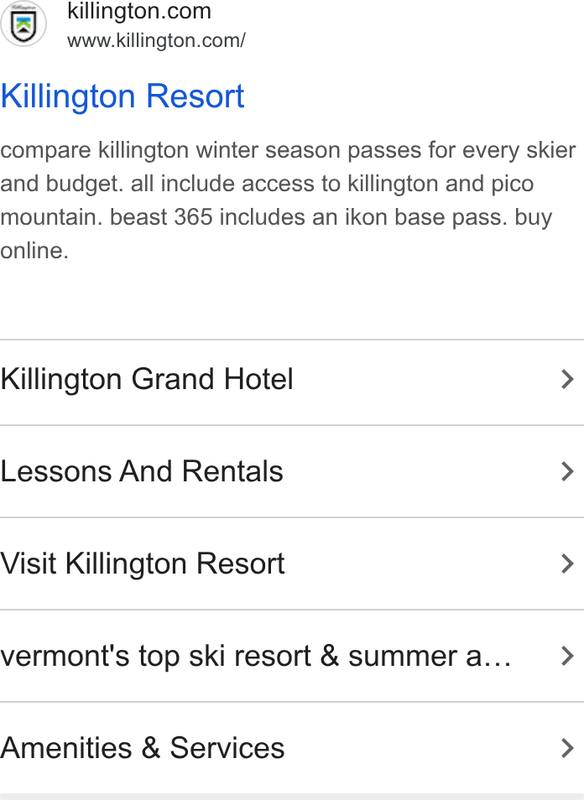 killington.com
www.killington.com/
Killington Resort
compare killington winter season passes for every skier
and budget. all include access to killington and pico
mountain. beast 365 includes an ikon base pass. buy
online.
Killington Grand Hotel
Lessons And Rentals
Visit Killington Resort
vermont's top ski resort & summer a…
Amenities & Services